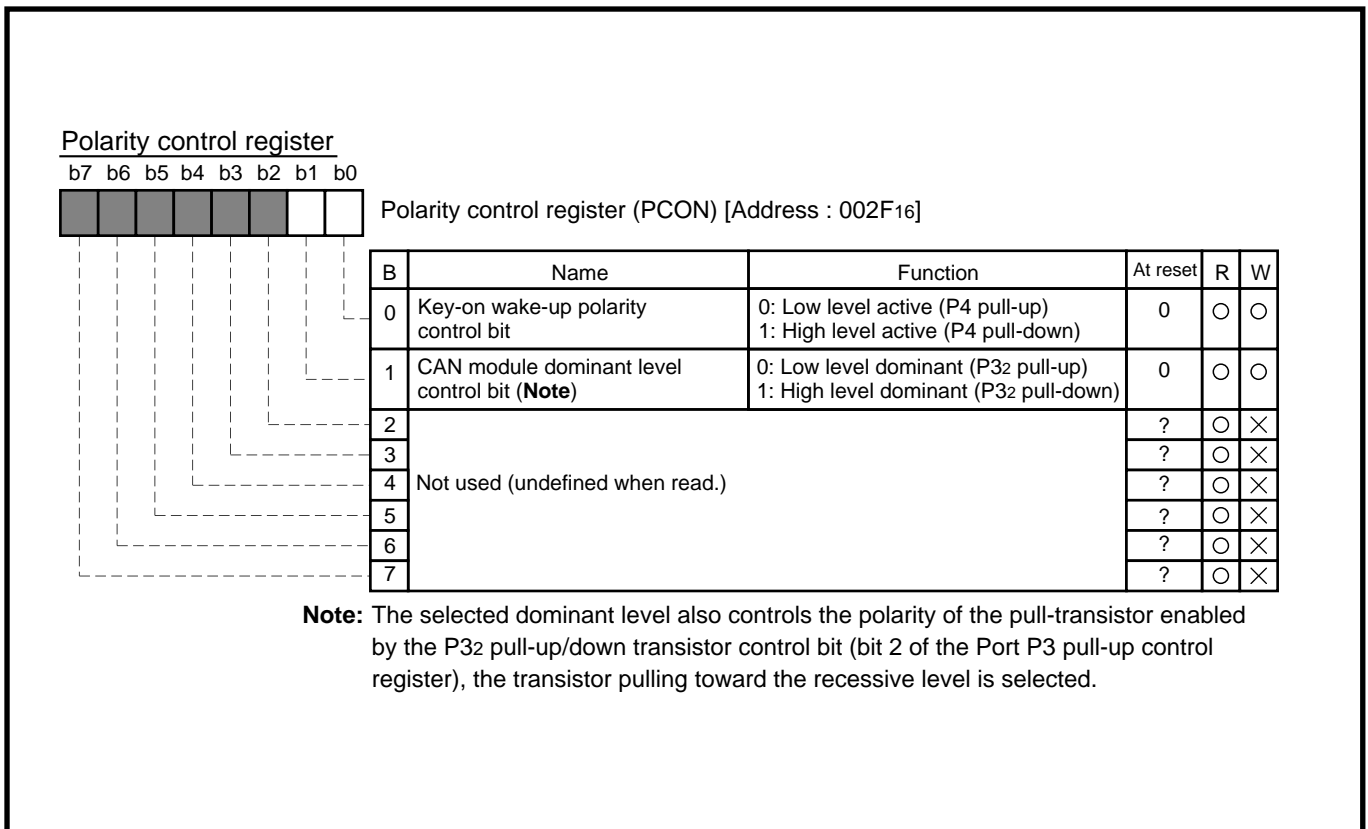 Polarity control register
b7 b6 b5 b4 b3 b2 b1 b0
Polarity control register (PCON) [Address : 002F16]
B Name Function At reset R W
0 Key-on wake-up polarity control bit 0: Low level active (P4 pull-up) 0 ○ ○
1: High level active (P4 pull-down)
1 CAN module dominant level control bit (Note) 0: Low level dominant (P32 pull-up) 0 ○ ○
1: High level dominant (P32 pull-down)
2 ? ○ ×
3 ? ○ ×
4 Not used (undefined when read.) ? ○ ×
5 ? ○ ×
6 ? ○ ×
7 ? ○ ×
Note: The selected dominant level also controls the polarity of the pull-transistor enabled
by the P32 pull-up/down transistor control bit (bit 2 of the Port P3 pull-up control
register), the transistor pulling toward the recessive level is selected.